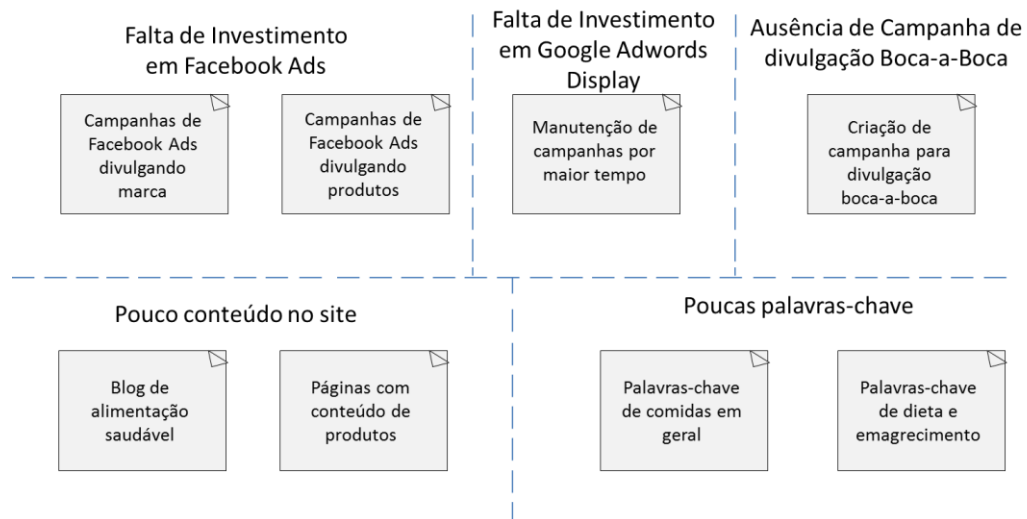 Falta de Investimento
em Facebook Ads
Campanhas de
Facebook Ads
divulgando
marca
Campanhas de
Facebook Ads
divulgando
produtos
Falta de Investimento
em Google Adwords
Display
Manutenção de
campanhas por
maior tempo
Ausência de Campanha de
divulgação Boca-a-Boca
Criação de
campanha para
divulgação
boca-a-boca
Pouco conteúdo no site
Blog de
alimentação
saudável
Páginas com
conteúdo de
produtos
Poucas palavras-chave
Palavras-chave
de comidas em
geral
Palavras-chave
de dieta e
emagrecimento